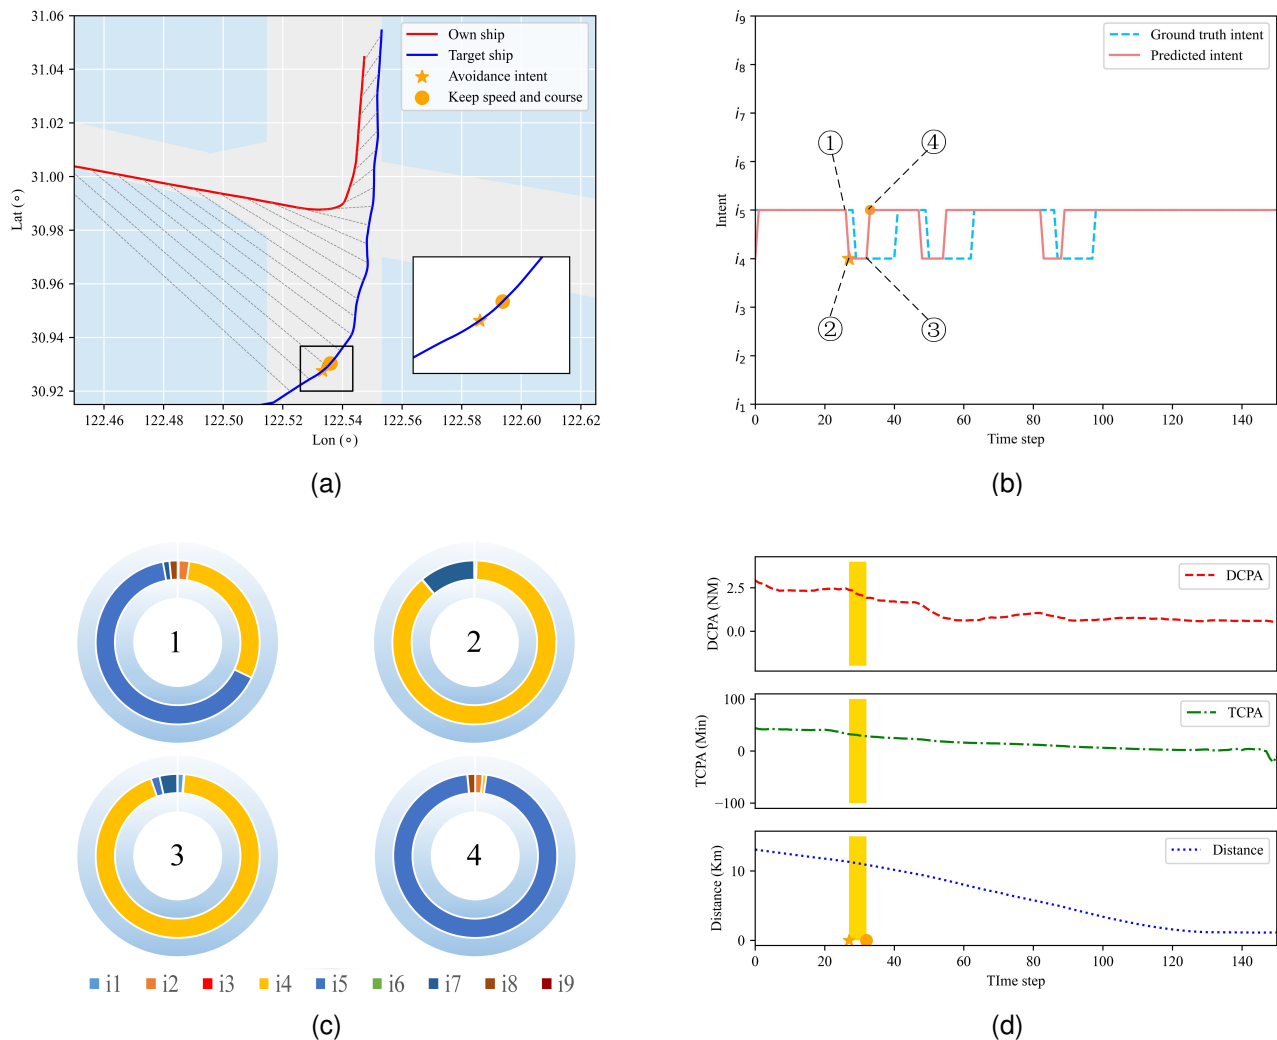 31.06
31.04
31.02
31.00
30.98
30.96
30.94
30.92
Lat (∘)
Own ship
Target ship
Avoidance intent
Keep speed and course
122.46 122.48 122.50 122.52 122.54 122.56 122.58 122.60 122.62
Lon (∘)
(a)
i9
i8
i7
i6
i5
i4
i3
i2
i1
Intent
Ground truth intent
Predicted intent
① ④
② ③
0 20 40 60 80 100 120 140
Time step
(b)
1 2
3 4
i1 i2 i3 i4 i5 i6 i7 i8 i9
(c)
2.5
0.0
DCPA (NM)
DCPA
100
0
−100
TCPA (Min)
TCPA
10
0
Distance (Km)
Distance
0 20 40 60 80 100 120 140
TIme step
(d)